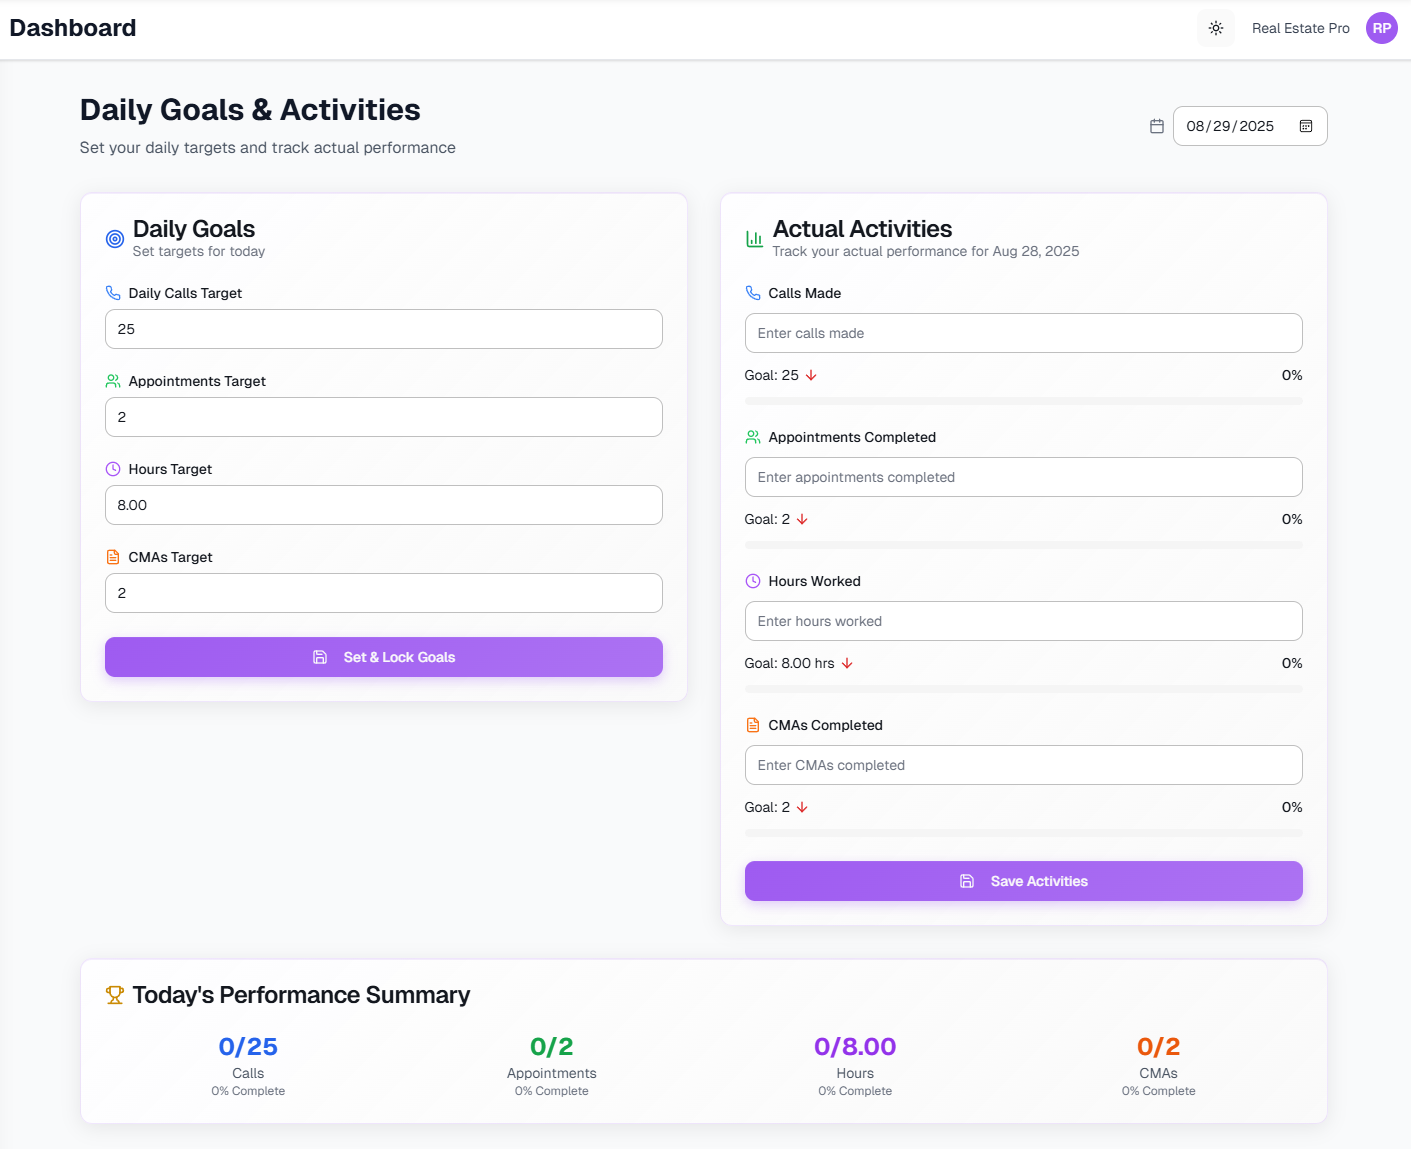 Dashboard
Real Estate Pro
RP
Daily Goals & Activities
Set your daily targets and track actual performance
08/29/2025
Daily Goals
Set targets for today
Daily Calls Target
25
Appointments Target
2
Hours Target
8.00
CMAs Target
2
Set & Lock Goals
Actual Activities
Track your actual performance for Aug 28, 2025
Calls Made
Enter calls made
Goal: 25
0%
Appointments Completed
Enter appointments completed
Goal: 2
0%
Hours Worked
Enter hours worked
Goal: 8.00 hrs
0%
CMAs Completed
Enter CMAs completed
Goal: 2
0%
Save Activities
Today's Performance Summary
0/25
Calls
0% Complete
0/2
Appointments
0% Complete
0/8.00
Hours
0% Complete
0/2
CMAs
0% Complete